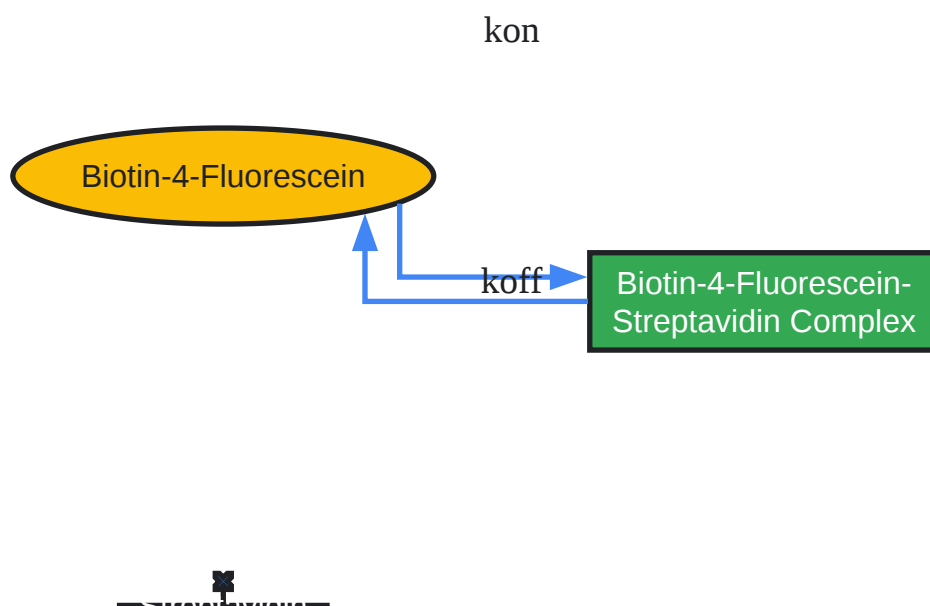 kon
Biotin-4-Fluorescein
koff
Biotin-4-Fluorescein-
Streptavidin Complex